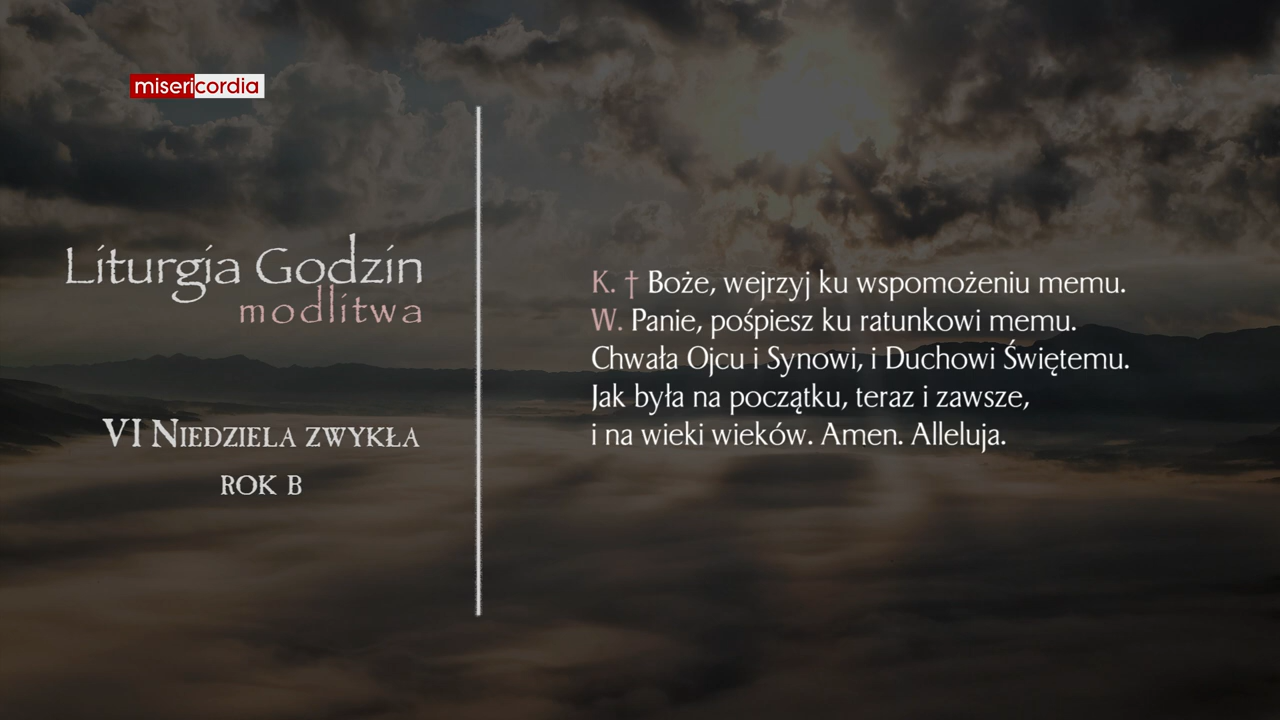 misericordia
Liturgia Godzin
modlitwa
VI Niedziela zwykła
rok B
K. † Boże, wejrzyj ku wspomożeniu memu.
W. Panie, pośpiesz ku ratunkowi memu.
Chwała Ojcu i Synowi, i Duchowi Świętemu.
Jak była na początku, teraz i zawsze,
i na wieki wieków. Amen. Alleluja.